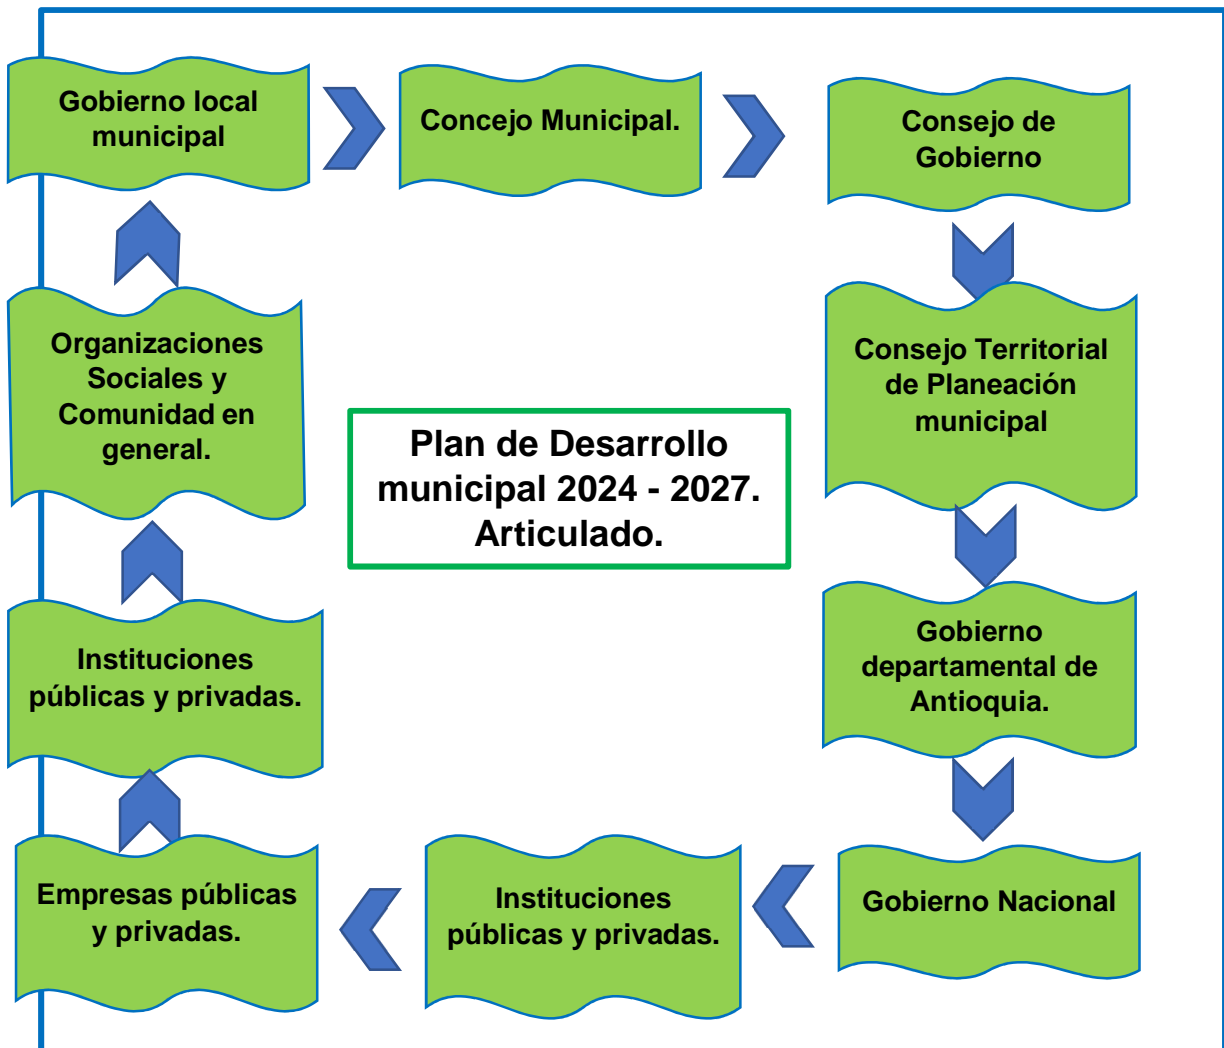 Gobierno local
municipal
Concejo Municipal.
Consejo de
Gobierno
Consejo Territorial
de Planeación
municipal
Gobierno
departamental de
Antioquia.
Gobierno Nacional
Instituciones
públicas y privadas.
Empresas públicas
y privadas.
Instituciones
públicas y privadas.
Organizaciones
Sociales y
Comunidad en
general.
Plan de Desarrollo
municipal 2024 - 2027.
Articulado.